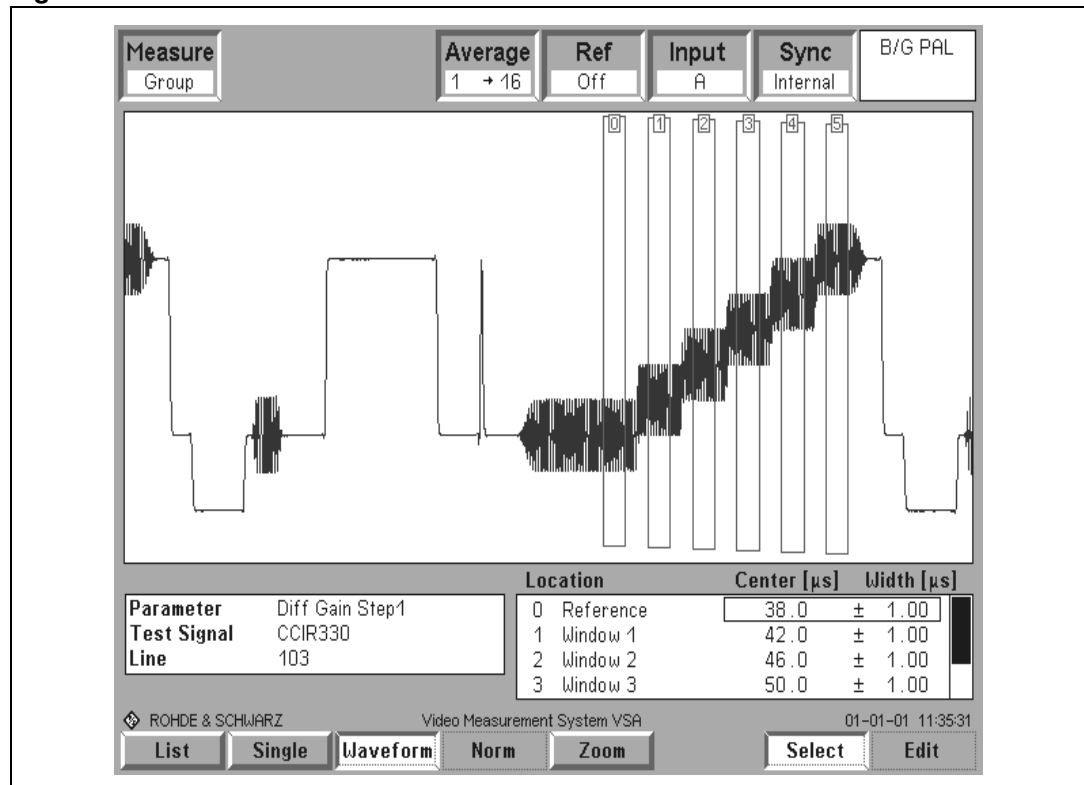 Measure Average Ref Input Sync B/G PAL
Group 1 → 16 Off A Internal
0 1 2 3 4 5
Location Center [µs] Width [µs]
Parameter Diff Gain Step1
Test Signal CCIR330
Line 103
0 Reference 38.0 ± 1.00
1 Window 1 42.0 ± 1.00
2 Window 2 46.0 ± 1.00
3 Window 3 50.0 ± 1.00
ROHDE & SCHWARZ Video Measurement System VSA 01-01-01 11:35:31
List Single Waveform Norm Zoom Select Edit